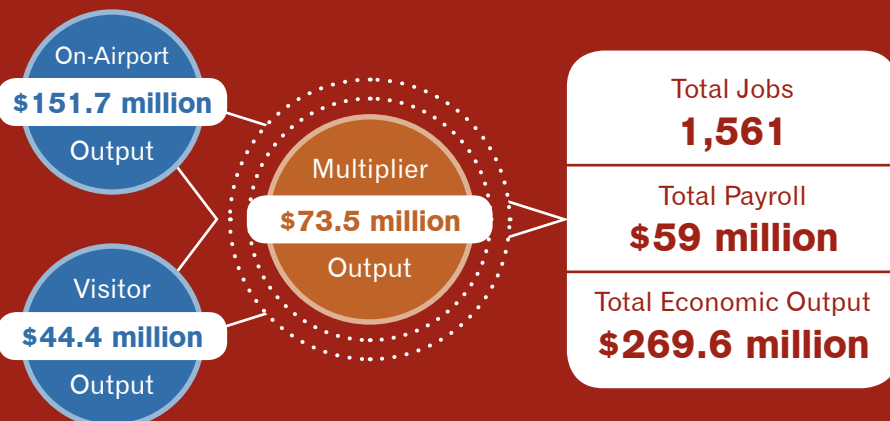 On-Airport
$151.7 million
Output
Visitor
$44.4 million
Output
Multiplier
$73.5 million
Output
Total Jobs
1,561
Total Payroll
$59 million
Total Economic Output
$269.6 million